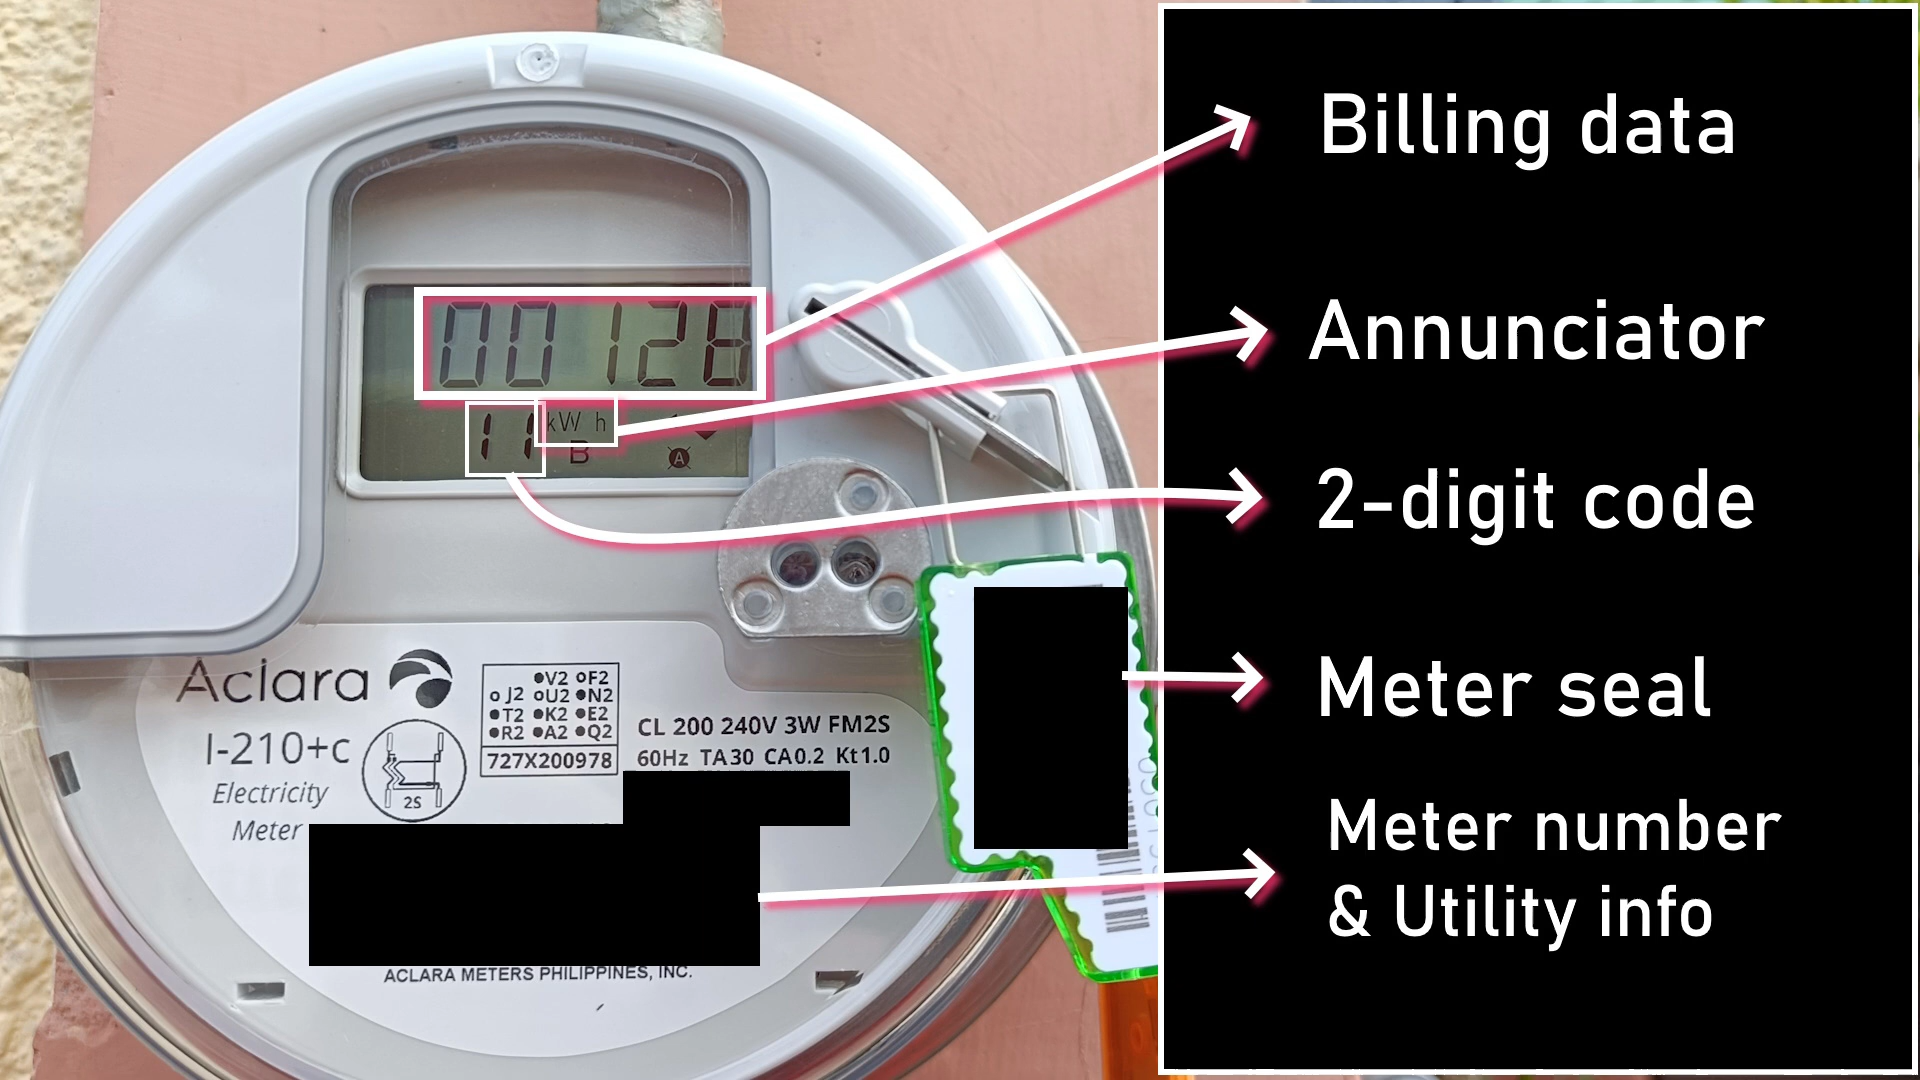 Billing data
Annunciator
2-digit code
Meter seal
Meter number
& Utility info
00128
11 kW h
B
A
Aclara
I-210+c
Electricity
Meter
2S
●V2 ○F2
○J2 ○U2 ●N2
●T2 ●K2 ●E2
●R2 ●A2 ●Q2
727X200978
CL 200 240V 3W FM2S
60Hz TA30 CA0.2 Kt1.0
ACLARA METERS PHILIPPINES, INC.